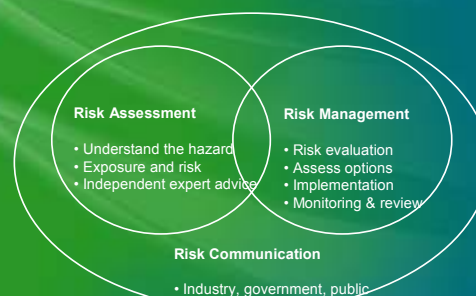 Risk Assessment
• Understand the hazard
• Exposure and risk
• Independent expert advice
Risk Management
• Risk evaluation
• Assess options
• Implementation
• Monitoring & review
Risk Communication
• Industry, government, public